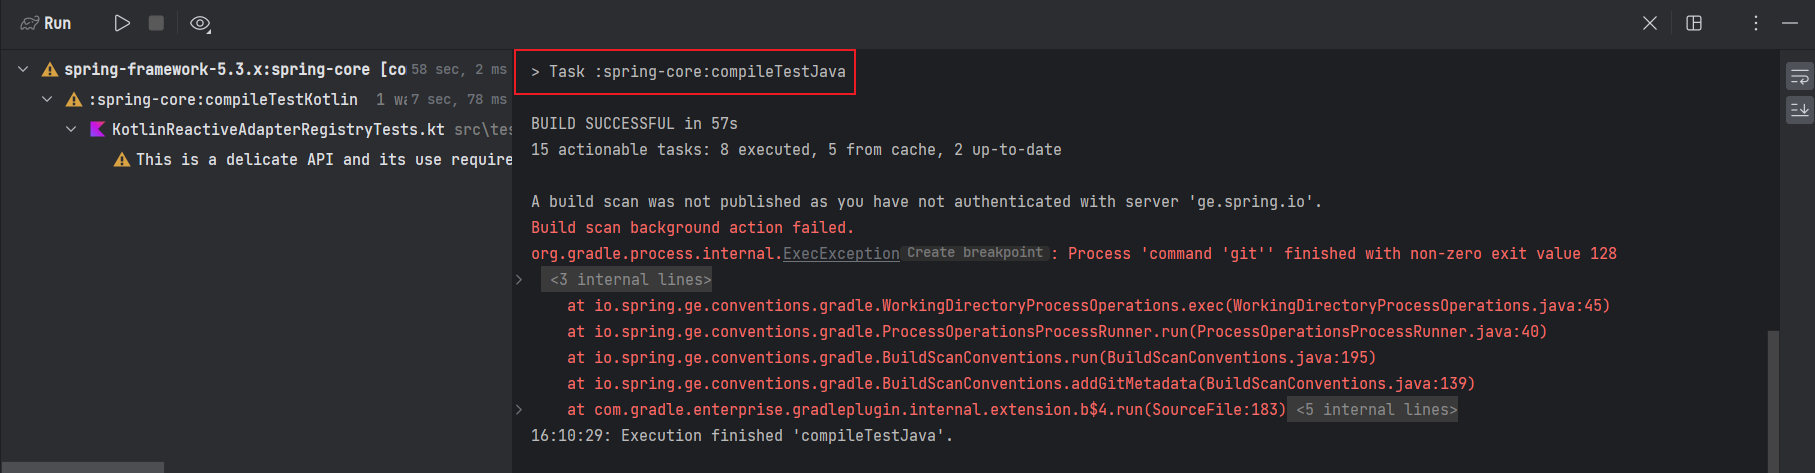 Run
spring-framework-5.3.x:spring-core [co 58 sec, 2 ms
:spring-core:compileTestKotlin 1 wa 7 sec, 78 ms
KotlinReactiveAdapterRegistryTests.kt src\tes
This is a delicate API and its use require
> Task :spring-core:compileTestJava
BUILD SUCCESSFUL in 57s
15 actionable tasks: 8 executed, 5 from cache, 2 up-to-date
A build scan was not published as you have not authenticated with server 'ge.spring.io'.
Build scan background action failed.
org.gradle.process.internal.ExecException Create breakpoint : Process 'command 'git'' finished with non-zero exit value 128
<3 internal lines>
at io.spring.ge.conventions.gradle.WorkingDirectoryProcessOperations.exec(WorkingDirectoryProcessOperations.java:45)
at io.spring.ge.conventions.gradle.ProcessOperationsProcessRunner.run(ProcessOperationsProcessRunner.java:40)
at io.spring.ge.conventions.gradle.BuildScanConventions.run(BuildScanConventions.java:195)
at io.spring.ge.conventions.gradle.BuildScanConventions.addGitMetadata(BuildScanConventions.java:139)
at com.gradle.enterprise.gradleplugin.internal.extension.b$4.run(SourceFile:183) <5 internal lines>
16:10:29: Execution finished 'compileTestJava'.